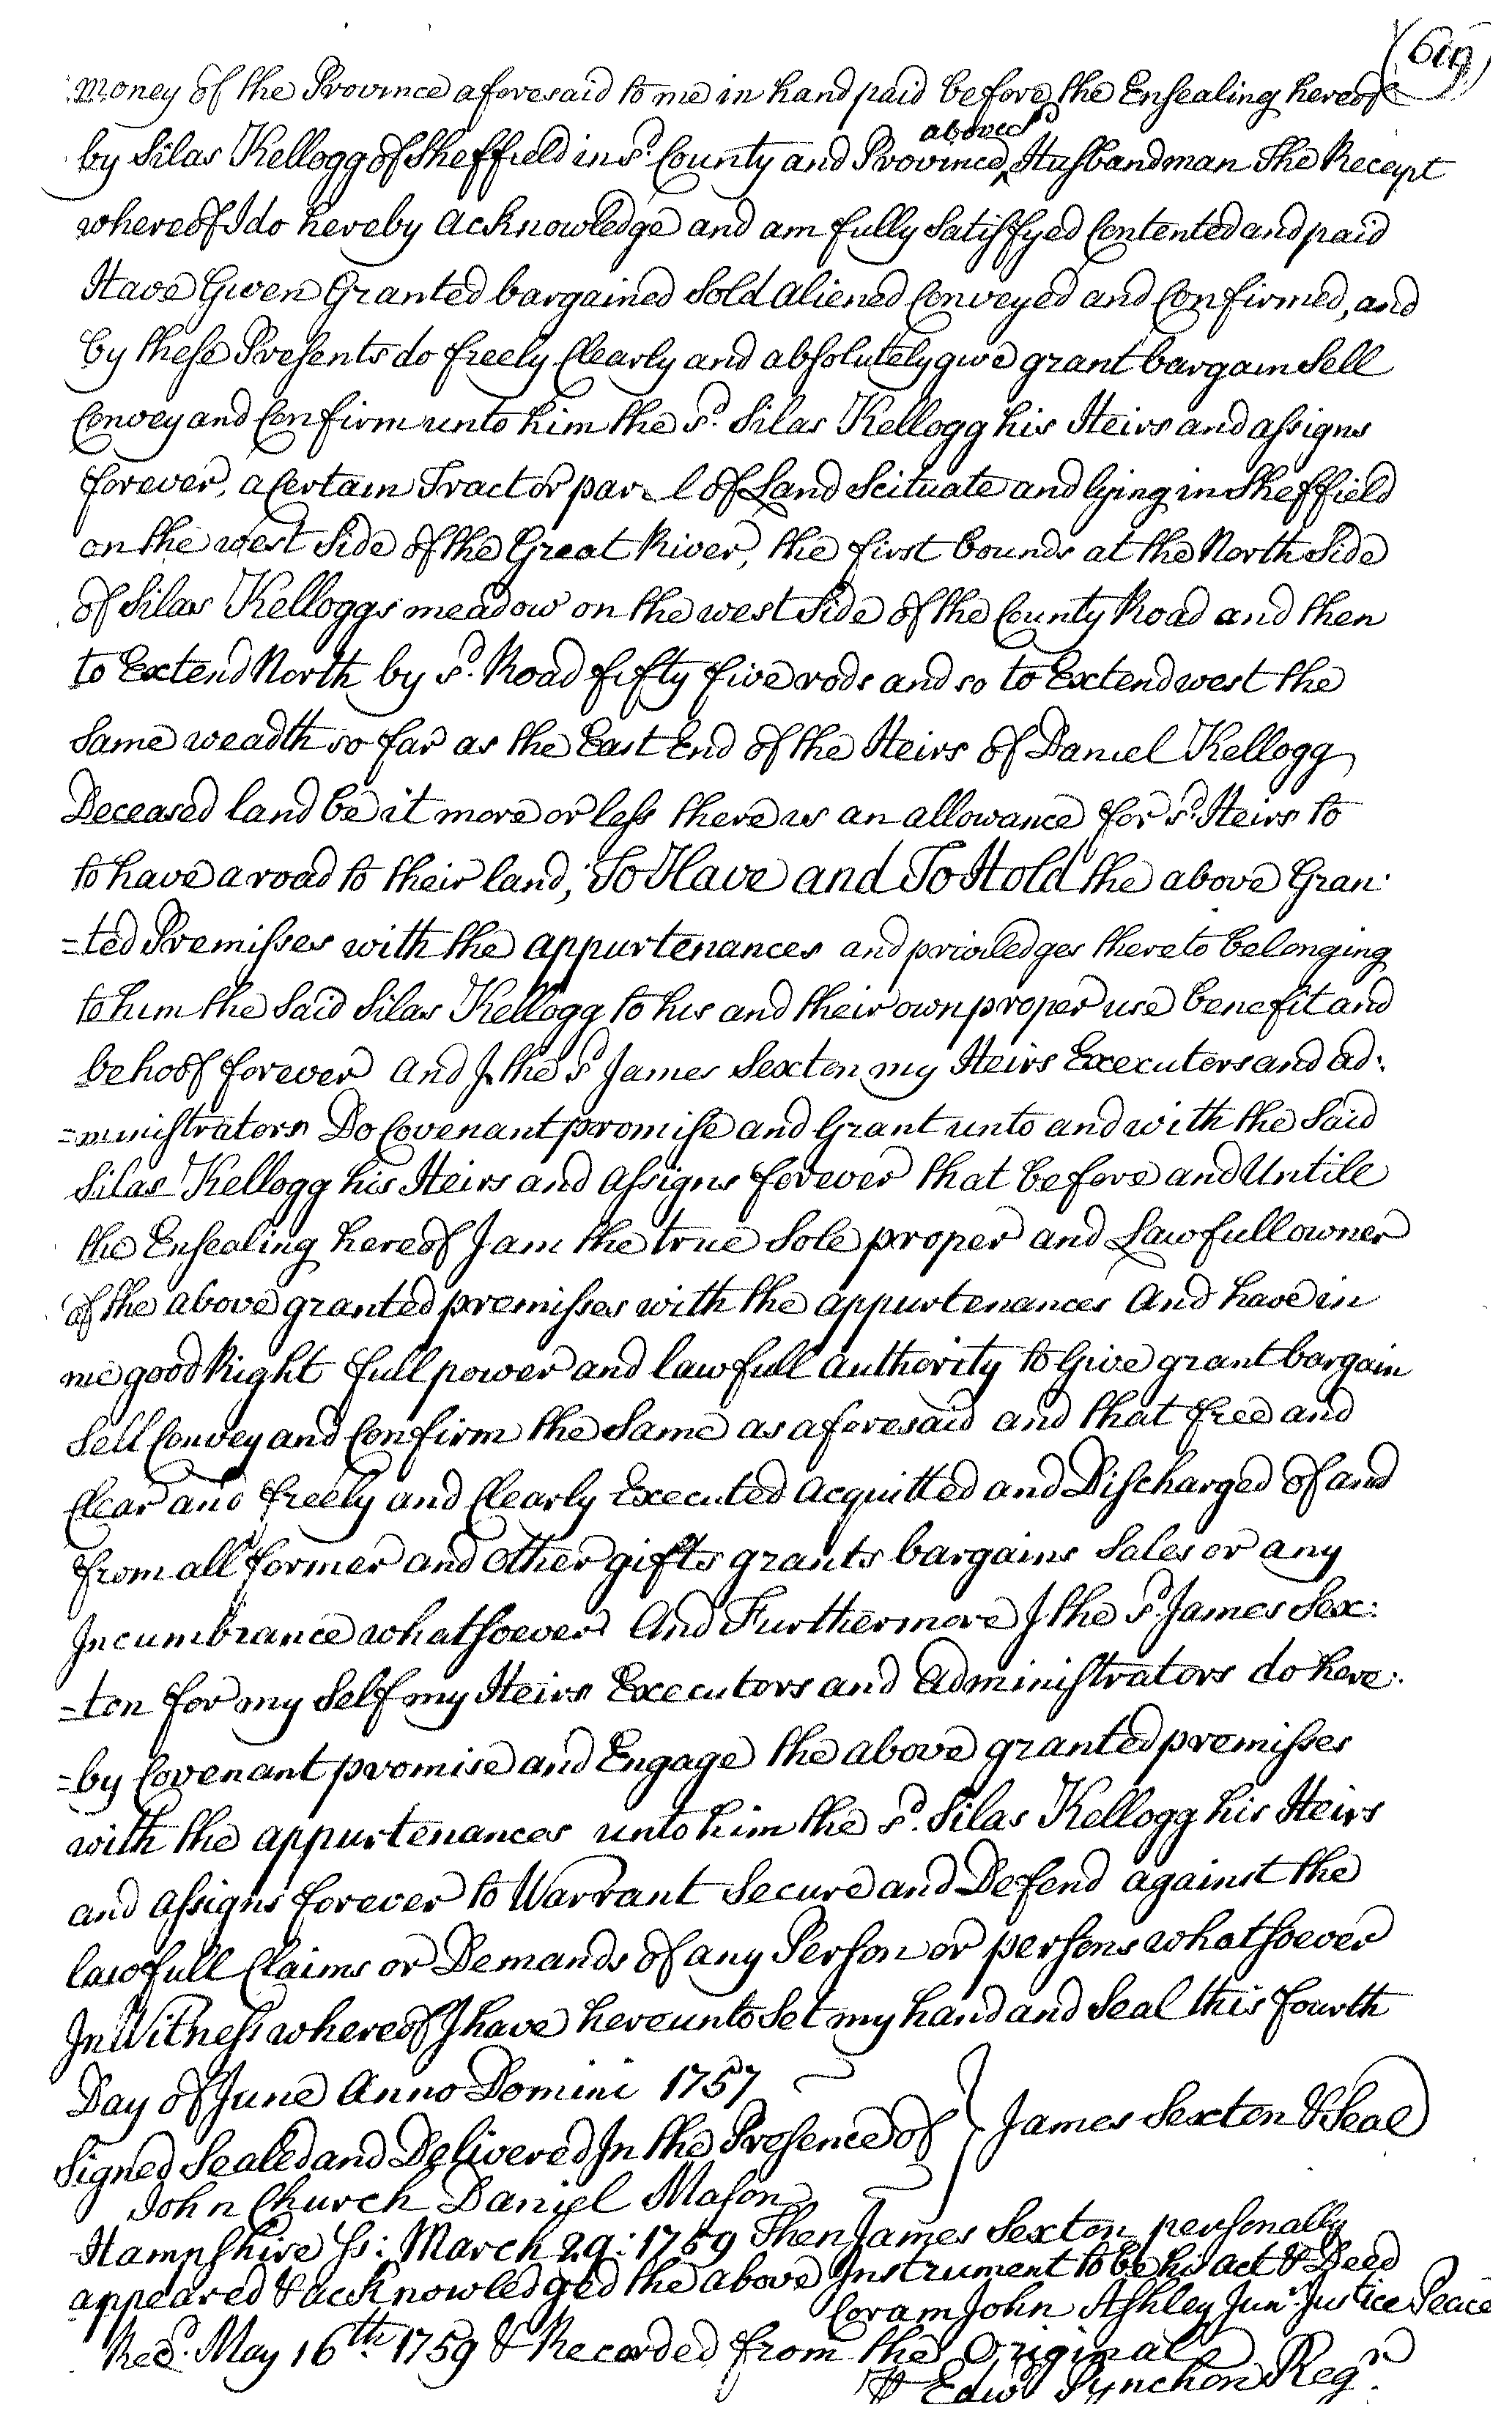 (619)
money of the Province aforesaid to me in hand paid before the Ensealing hereof
by Silas Kellogg of Sheffield in sd. County and Province aboves.d Husbandman The Receipt
whereof I do hereby acknowledge and am fully Satisfyed Contented and paid
Have Given Granted bargained Sold aliened Conveyed and Confirmed, and
by these Presents do freely Clearly and absolutely give grant bargain Sell
Convey and Confirm unto him the sd. Silas Kellogg his Heirs and assigns
forever, a Certain Tract or par l of Land Scituate and lying in Sheffield
on the west Side of the Great River, the first bounds at the North Side
of Silas Kelloggs meadow on the west Side of the County Road and then
to Extend North by sd. Road fifty five rods and so to Extend west the
Same weadth so far as the East End of the Heirs of Daniel Kellogg
Deceased land be it more or less there is an allowance for sd. Heirs to
to have a road to their land, To Have and To Hold the above Gran-
=ted Premisses with the appurtenances and priviledges thereto belonging
to him the Said Silas Kellogg to his and their own proper use benefit and
behoof forever and I the sd James Sexton my Heirs Executors and ad:
=ministrators Do Covenant promise and Grant unto and with the Said
Silas Kellogg his Heirs and assigns forever that before and Untill
the Ensealing hereof I am the true Sole proper and Lawfull owner
of the above granted premisses with the appurtenances and have in
me good Right full power and lawfull authority to Give grant bargain
Sell Convey and Confirm the Same as aforesaid and that free and
Clear and freely and Clearly Executed acquitted and Discharged of and
from all former and other gifts grants bargains Sales or any
Incumbrance whatsoever And Furthermore I the sd. James Sex:
=ton for my Self my Heirs Executors and administrators do here:
=by Covenant promise and Engage the above granted premisses
with the appurtenances unto him the sd. Silas Kellogg his Heirs
and assigns forever to Warrant Secure and Defend against the
lawfull Claims or Demands of any Person or persons whatsoever
In Witness whereof I have hereunto Set my hand and Seal this fourth
Day of June Anno Domini 1757
Signed Sealed and Delivered In the Presence of } James Sexton & Seal
John Church Daniel Mason
Hampshire ss: March 29: 1759 Then James Sexton personally
appeared & acknowledged the above Instrument to be his act & Deed
Coram John Ashley Junr. Justice Peace
Recd. May 16th. 1759 & Recorded from the Original
⅌ Edwd Pynchon Regr.